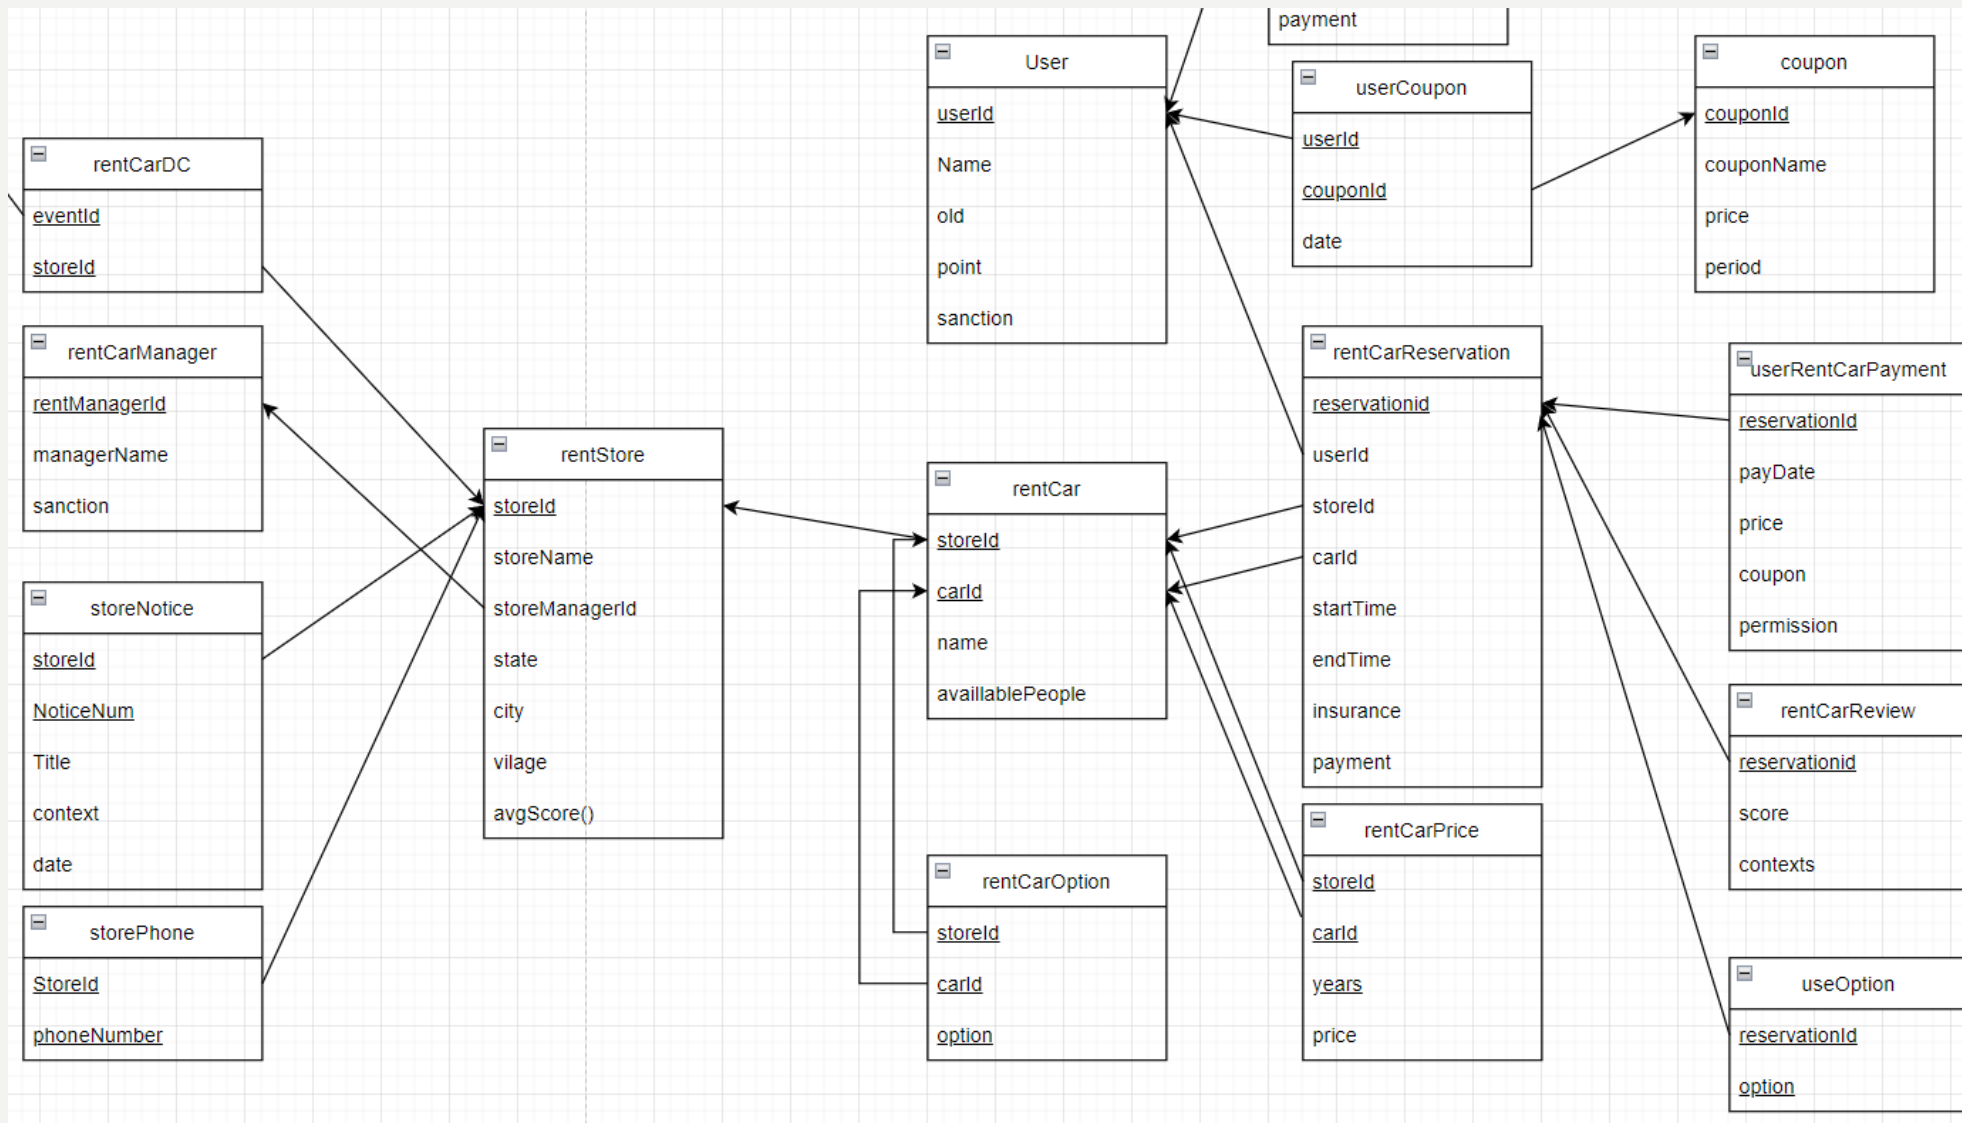 payment
User
userId
Name
old
point
sanction
userCoupon
userId
couponId
date
coupon
couponId
couponName
price
period
rentCarDC
eventId
storeId
rentCarManager
rentManagerId
managerName
sanction
storeNotice
storeId
NoticeNum
Title
context
date
storePhone
StoreId
phoneNumber
rentStore
storeId
storeName
storeManagerId
state
city
vilage
avgScore()
rentCar
storeId
carId
name
availlablePeople
rentCarOption
storeId
carId
option
rentCarReservation
reservationid
userId
storeId
carId
startTime
endTime
insurance
payment
rentCarPrice
storeId
carId
years
price
userRentCarPayment
reservationId
payDate
price
coupon
permission
rentCarReview
reservationid
score
contexts
useOption
reservationId
option